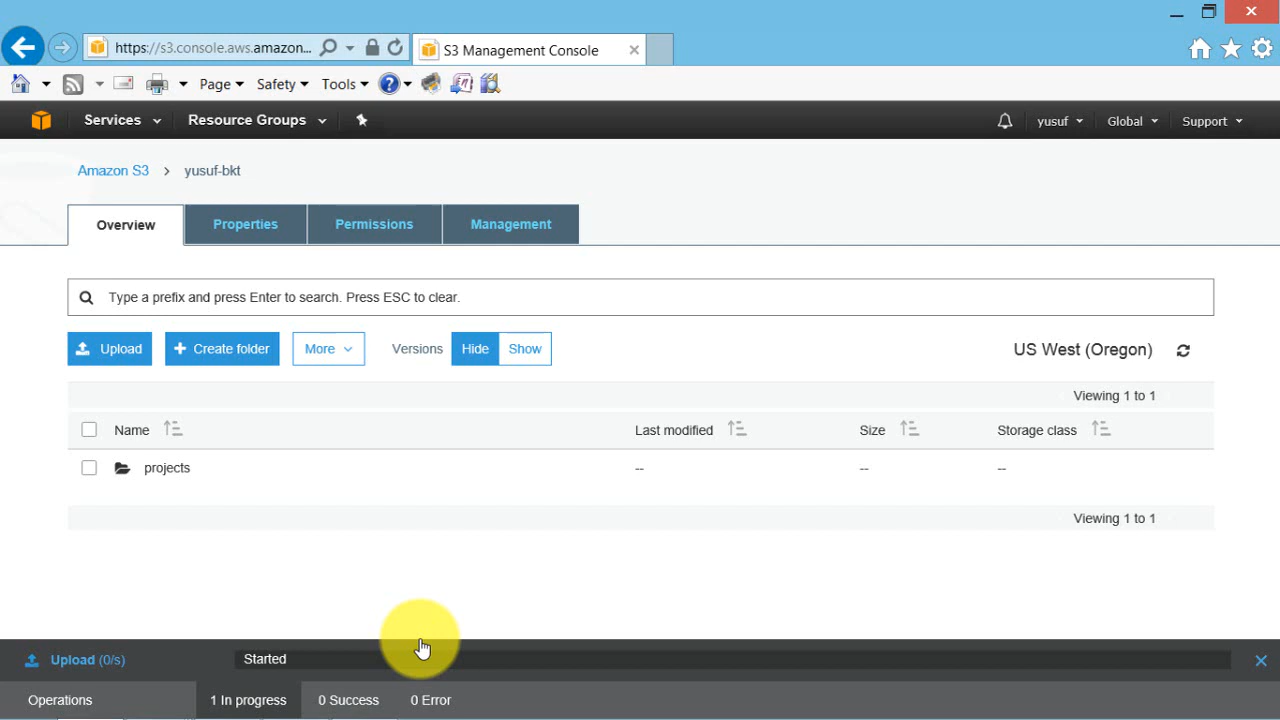 https://s3.console.aws.amazon...
S3 Management Console
Page
Safety
Tools
Services
Resource Groups
yusuf
Global
Support
Amazon S3 > yusuf-bkt
Overview
Properties
Permissions
Management
Type a prefix and press Enter to search. Press ESC to clear.
Upload
+ Create folder
More
Versions
Hide
Show
US West (Oregon)
Viewing 1 to 1
Name
Last modified
Size
Storage class
projects
--
--
--
Viewing 1 to 1
Upload (0/s)
Started
Operations
1 In progress
0 Success
0 Error